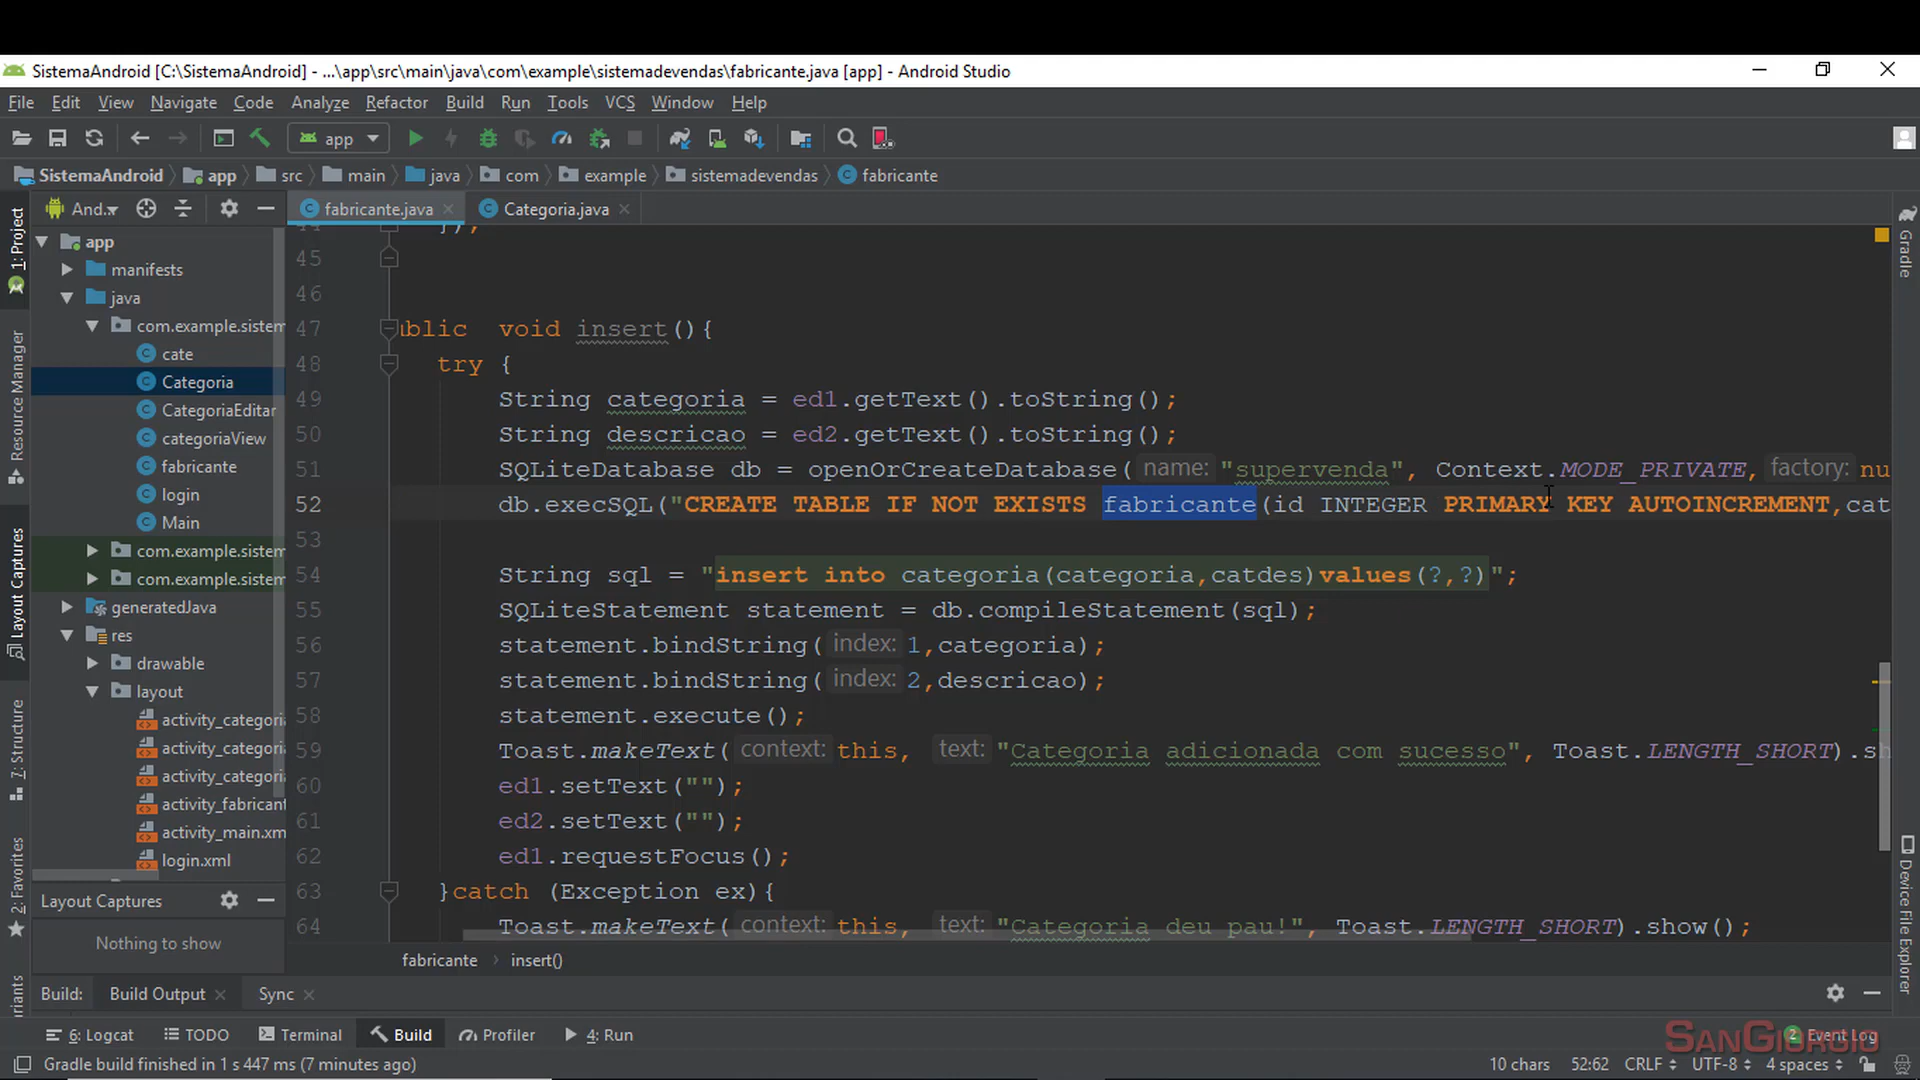 SistemaAndroid [C:\SistemaAndroid] - ...\app\src\main\java\com\example\sistemadevendas\fabricante.java [app] - Android Studio
File Edit View Navigate Code Analyze Refactor Build Run Tools VCS Window Help
app
SistemaAndroid app src main java com example sistemadevendas fabricante
And.. fabricante.java Categoria.java
1: Project
Resource Manager
Layout Captures
7: Structure
2: Favorites
Gradle
Device File Explorer
app
manifests
java
com.example.sistem
cate
Categoria
CategoriaEditar
categoriaView
fabricante
login
Main
com.example.sistem
com.example.sistem
generatedJava
res
drawable
layout
activity_categori
activity_categori
activity_categori
activity_fabricant
activity_main.xm
login.xml
Layout Captures
Nothing to show
44 });
45
46
47 ublic void insert(){
48 try {
49 String categoria = ed1.getText().toString();
50 String descricao = ed2.getText().toString();
51 SQLiteDatabase db = openOrCreateDatabase( name: "supervenda", Context.MODE_PRIVATE, factory: nu
52 db.execSQL("CREATE TABLE IF NOT EXISTS fabricante(id INTEGER PRIMARY KEY AUTOINCREMENT,cat
53
54 String sql = "insert into categoria(categoria,catdes)values(?,?)";
55 SQLiteStatement statement = db.compileStatement(sql);
56 statement.bindString( index: 1,categoria);
57 statement.bindString( index: 2,descricao);
58 statement.execute();
59 Toast.makeText( context: this, text: "Categoria adicionada com sucesso", Toast.LENGTH_SHORT).sh
60 ed1.setText("");
61 ed2.setText("");
62 ed1.requestFocus();
63 }catch (Exception ex){
64 Toast.makeText( context: this, text: "Categoria deu pau!", Toast.LENGTH_SHORT).show();
fabricante insert()
Build: Build Output Sync
6: Logcat TODO Terminal Build Profiler 4: Run 2 Event Log
SanGiorgio
Gradle build finished in 1 s 447 ms (7 minutes ago) 10 chars 52:62 CRLF UTF-8 4 spaces